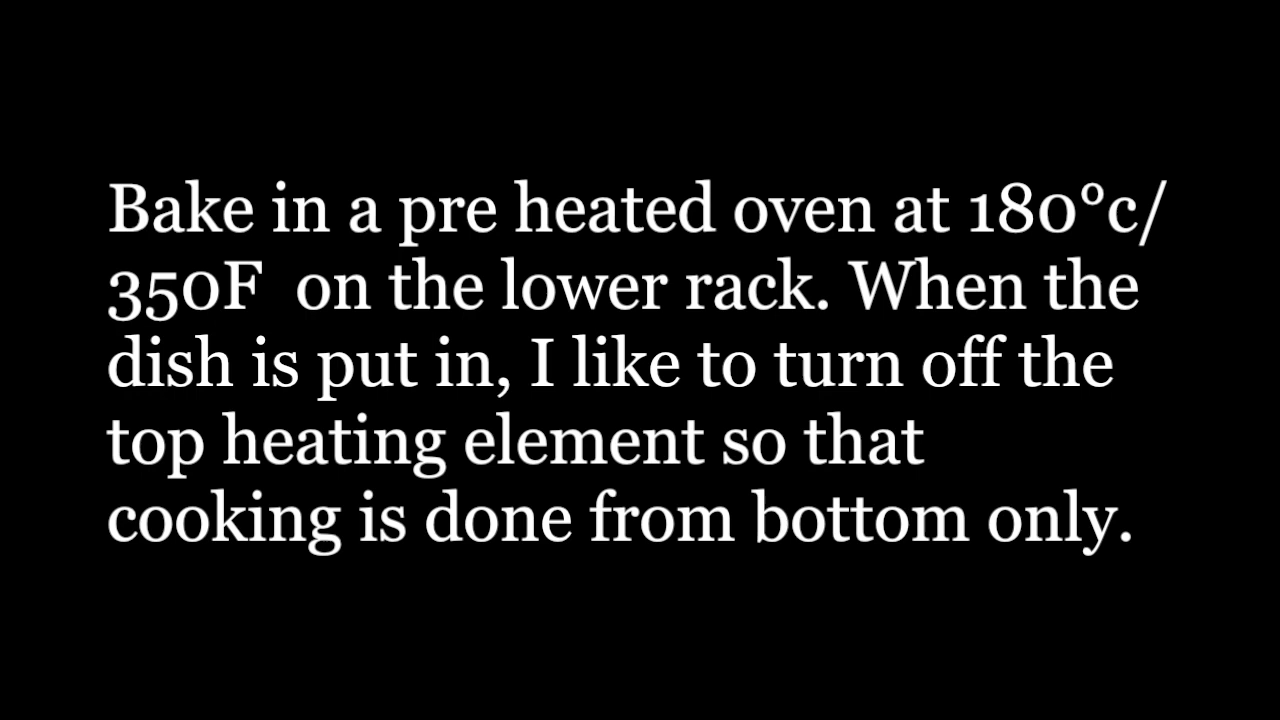 Bake in a pre heated oven at 180°c/
350F  on the lower rack. When the
dish is put in, I like to turn off the
top heating element so that
cooking is done from bottom only.